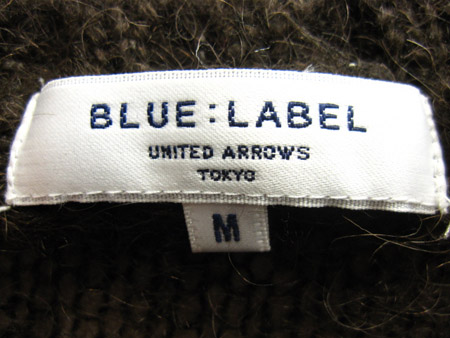 BLUE:LABEL
UNITED ARROWS
TOKYO
M